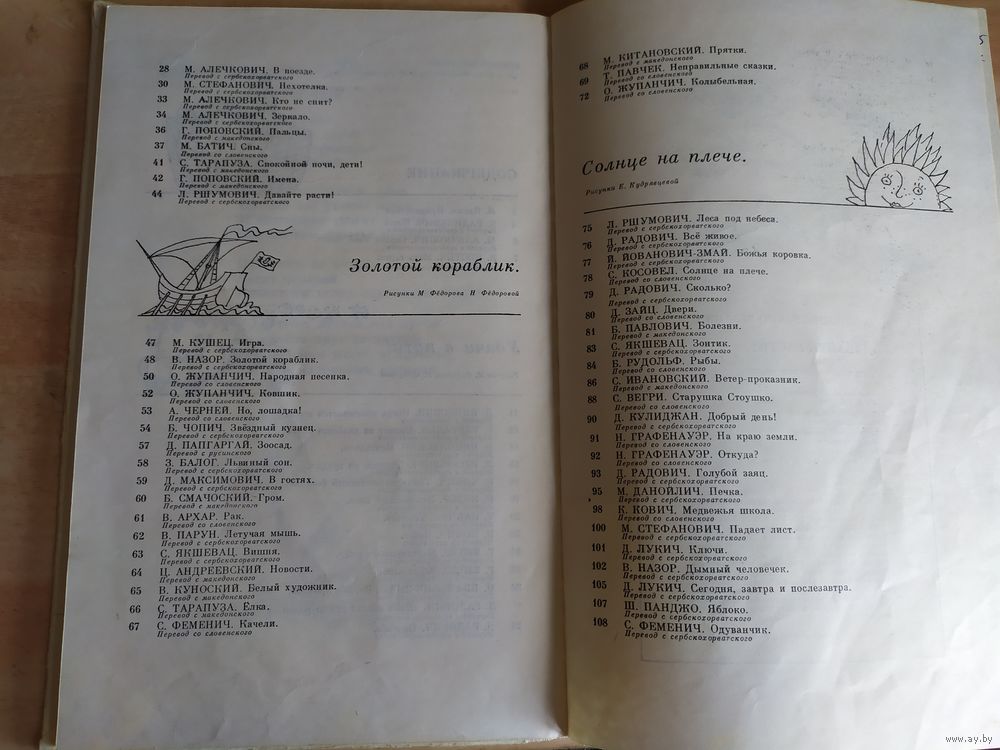 28 М. АЛЕЧКОВИЧ. В поезде.
Перевод с сербскохорватского
30 М. СТЕФАНОВИЧ. Нехотелка.
Перевод с сербскохорватского
33 М. АЛЕЧКОВИЧ. Кто не спит?
Перевод с сербскохорватского
34 М. АЛЕЧКОВИЧ. Зеркало.
Перевод с сербскохорватского
36 Г. ПОПОВСКИЙ. Пальцы.
Перевод с македонского
37 М. БАТИЧ. Сны.
Перевод со словенского
41 С. ТАРАПУЗА. Спокойной ночи, дети!
Перевод с македонского
42 Г. ПОПОВСКИЙ. Имена.
Перевод с македонского
44 Л. РШУМОВИЧ. Давайте расти!
Перевод с сербскохорватского
Золотой кораблик.
Рисунки М Фёдорова Н Фёдоровой
47 М. КУШЕЦ. Игра.
Перевод с сербскохорватского
48 В. НАЗОР. Золотой кораблик.
Перевод с сербскохорватского
50 О. ЖУПАНЧИЧ. Народная песенка.
Перевод со словенского
52 О. ЖУПАНЧИЧ. Ковшик.
Перевод со словенского
53 А. ЧЕРНЕЙ. Но, лошадка!
Перевод со словенского
54 Б. ЧОПИЧ. Звёздный кузнец.
Перевод с сербскохорватского
57 Д. ПАПГАРГАЙ. Зоосад.
Перевод с русинского
58 З. БАЛОГ. Львиный сон.
Перевод с сербскохорватского
59 Д. МАКСИМОВИЧ. В гостях.
Перевод с сербскохорватского
60 Б. СМАЧОСКИЙ. Гром.
Перевод с македонского
61 В. АРХАР. Рак.
Перевод со словенского
62 В. ПАРУН. Летучая мышь.
Перевод с сербскохорватского
63 С. ЯКШЕВАЦ. Вишня.
Перевод с сербскохорватского
64 Ц. АНДРЕЕВСКИЙ. Новости.
Перевод с македонского
65 В. КУНОСКИЙ. Белый художник.
Перевод с македонского
66 С. ТАРАПУЗА. Ёлка.
Перевод с македонского
67 С. ФЕМЕНИЧ. Качели.
Перевод со словенского
68 М. КИТАНОВСКИЙ. Прятки.
Перевод с македонского
69 Т. ПАВЧЕК. Неправильные сказки.
Перевод со словенского
72 О. ЖУПАНЧИЧ. Колыбельная.
Перевод со словенского
Солнце на плече.
Рисунки Е. Кудрявцевой
75 Л. РШУМОВИЧ. Леса под небеса.
Перевод с сербскохорватского
76 Д. РАДОВИЧ. Всё живое.
Перевод с сербскохорватского
77 Й. ЙОВАНОВИЧ-ЗМАЙ. Божья коровка.
Перевод с сербскохорватского
78 С. КОСОВЕЛ. Солнце на плече.
Перевод со словенского
79 Д. РАДОВИЧ. Сколько?
Перевод с сербскохорватского
80 Д. ЗАЙЦ. Двери.
Перевод со словенского
81 Б. ПАВЛОВИЧ. Болезни.
Перевод с македонского
83 С. ЯКШЕВАЦ. Зонтик.
Перевод с сербскохорватского
84 Б. РУДОЛЬФ. Рыбы.
Перевод со словенского
86 С. ИВАНОВСКИЙ. Ветер-проказник.
Перевод с македонского
88 С. ВЕГРИ. Старушка Стоушко.
Перевод со словенского
90 Д. КУЛИДЖАН. Добрый день!
Перевод с сербскохорватского
91 Н. ГРАФЕНАУЭР. На краю земли.
Перевод со словенского
92 Н. ГРАФЕНАУЭР. Откуда?
Перевод со словенского
93 Д. РАДОВИЧ. Голубой заяц.
Перевод с сербскохорватского
95 М. ДАНОЙЛИЧ. Печка.
Перевод с сербскохорватского
98 К. КОВИЧ. Медвежья школа.
Перевод со словенского
100 М. СТЕФАНОВИЧ. Падает лист.
Перевод с сербскохорватского
101 Д. ЛУКИЧ. Ключи.
Перевод с сербскохорватского
102 В. НАЗОР. Дымный человечек.
Перевод с сербскохорватского
105 Д. ЛУКИЧ. Сегодня, завтра и послезавтра.
Перевод с сербскохорватского
107 Ш. ПАНДЖО. Яблоко.
Перевод с сербскохорватского
108 С. ФЕМЕНИЧ. Одуванчик.
Перевод с сербскохорватского
www.ay.by